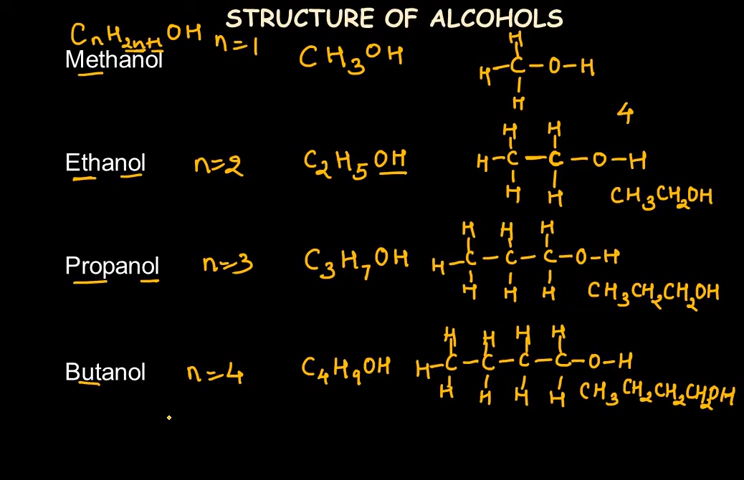 STRUCTURE OF ALCOHOLS
CnH2n+1OH n=1
Methanol CH3OH
H
H-C-O-H
H
4
Ethanol n=2 C2H5OH
H H
H-C-C-O-H
H H
CH3CH2OH
Propanol n=3 C3H7OH
H H H
H-C-C-C-O-H
H H H
CH3CH2CH2OH
Butanol n=4 C4H9OH
H H H H
H-C-C-C-C-O-H
H H H H
CH3CH2CH2CH2OH